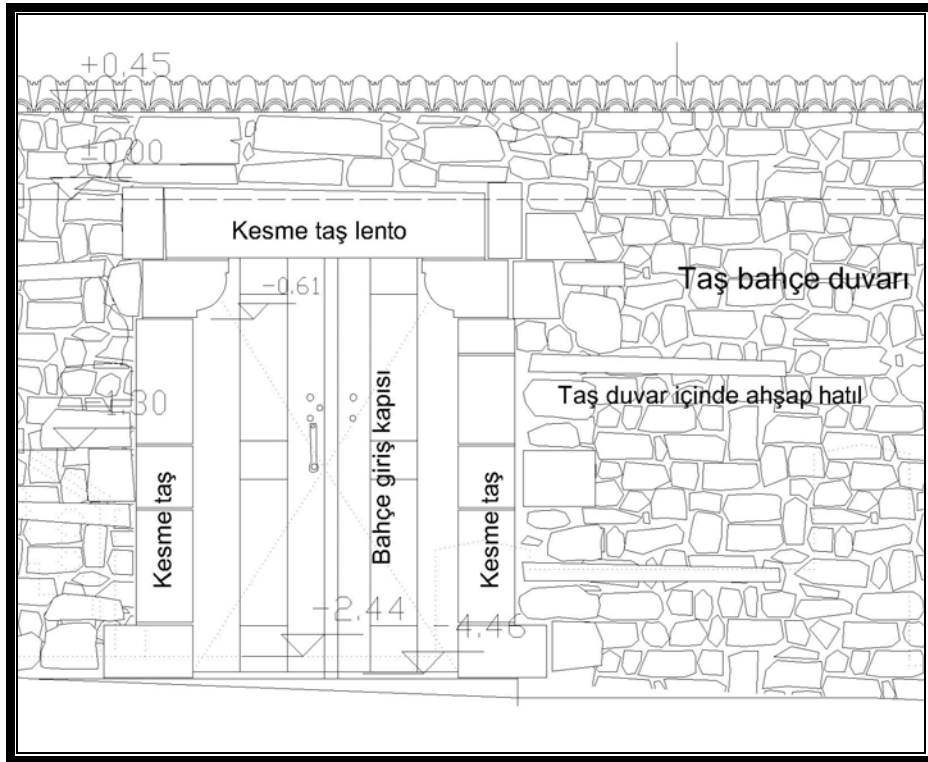 +0.45
±0.00
Kesme taş lento
Taş bahçe duvarı
-0.61
Taş duvar içinde ahşap hatıl
-1.30
Bahçe giriş kapısı
Kesme taş
Kesme taş
-2.44
-4.46